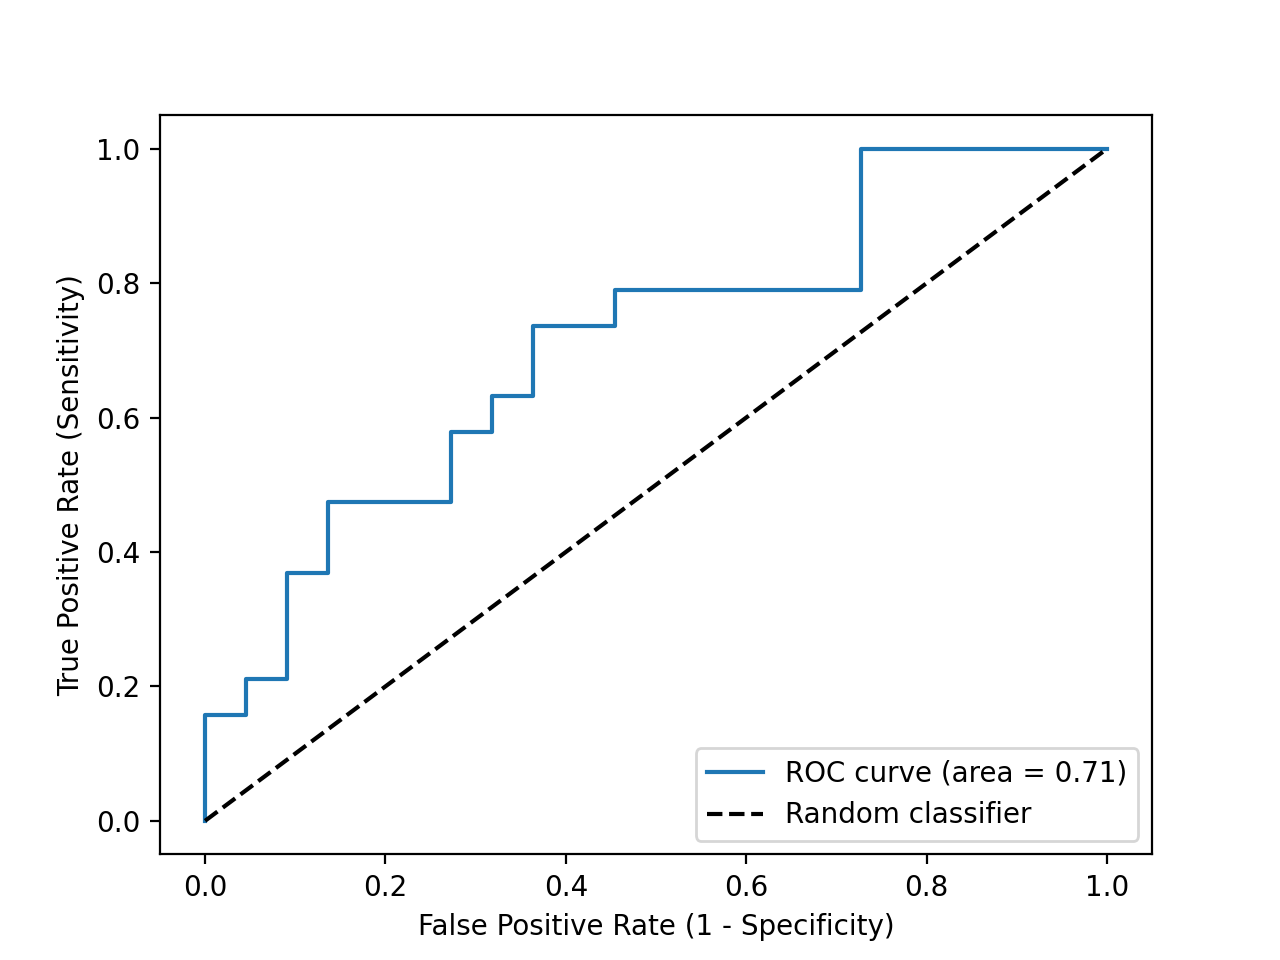 True Positive Rate (Sensitivity)
1.0
0.8
0.6
0.4
0.2
0.0
ROC curve (area = 0.71)
Random classifier
0.0 0.2 0.4 0.6 0.8 1.0
False Positive Rate (1 - Specificity)